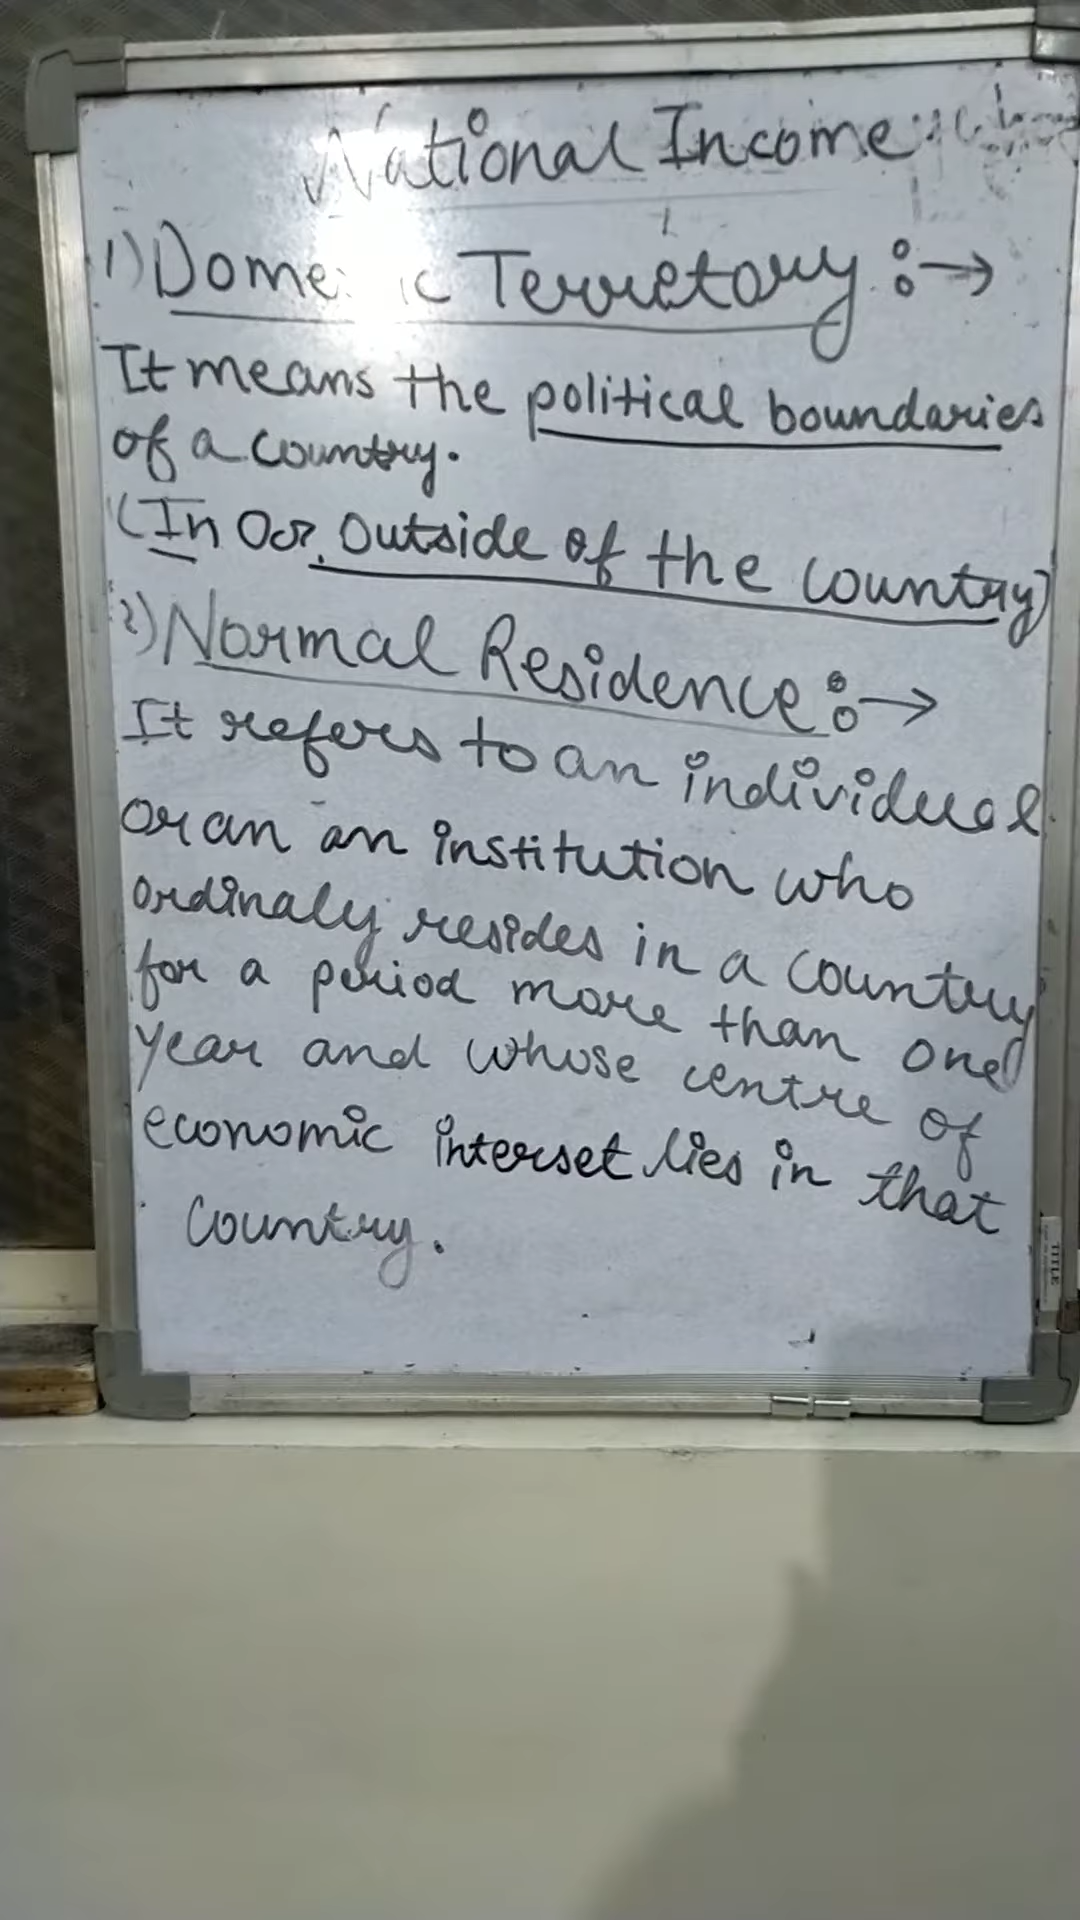 National Income
1) Domestic Terretory :→
It means the political boundaries
of a country.
(In Or, Outside of the country)
2) Normal Residence :→
It refers to an individual
or an an institution who
ordinaly resides in a country
for a period more than one
year and whose centre of
economic interset lies in that
country.
TITLE